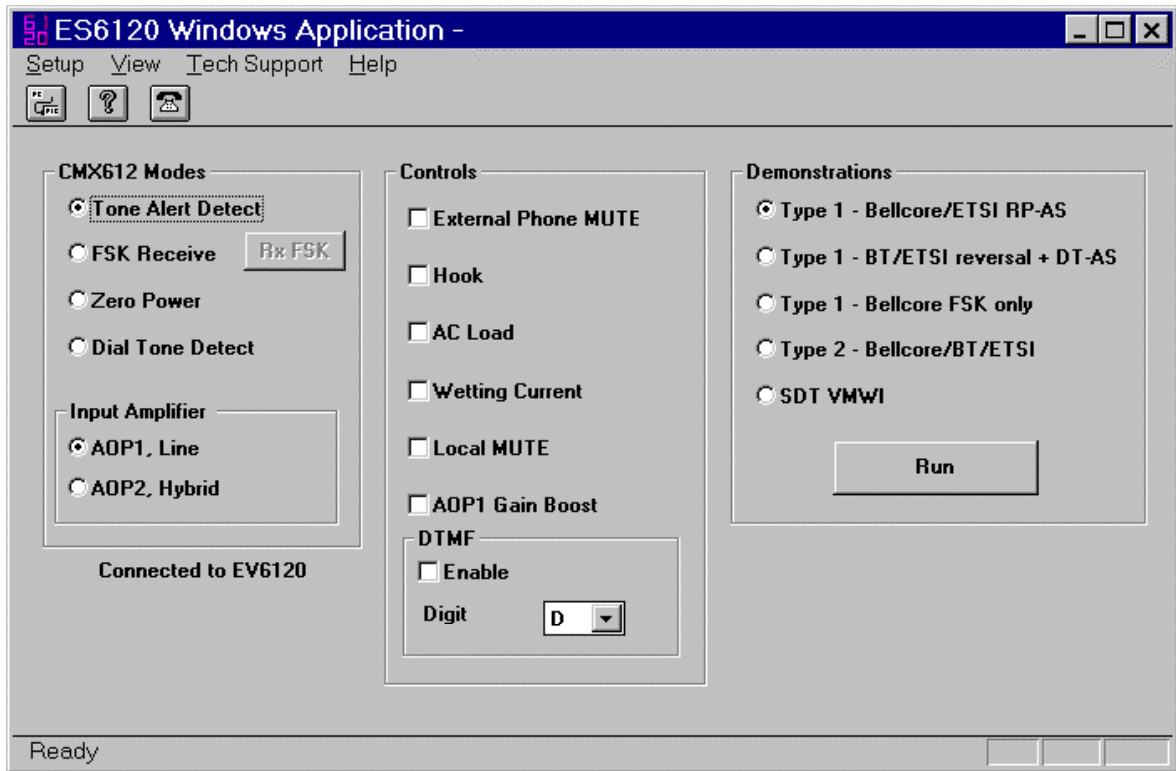 61
20
ES6120 Windows Application -
Setup View Tech Support Help
PC
PIC
?
CMX612 Modes
Tone Alert Detect
FSK Receive
Rx FSK
Zero Power
Dial Tone Detect
Input Amplifier
AOP1, Line
AOP2, Hybrid
Connected to EV6120
Controls
External Phone MUTE
Hook
AC Load
Wetting Current
Local MUTE
AOP1 Gain Boost
DTMF
Enable
Digit D
Demonstrations
Type 1 - Bellcore/ETSI RP-AS
Type 1 - BT/ETSI reversal + DT-AS
Type 1 - Bellcore FSK only
Type 2 - Bellcore/BT/ETSI
SDT VMWI
Run
Ready